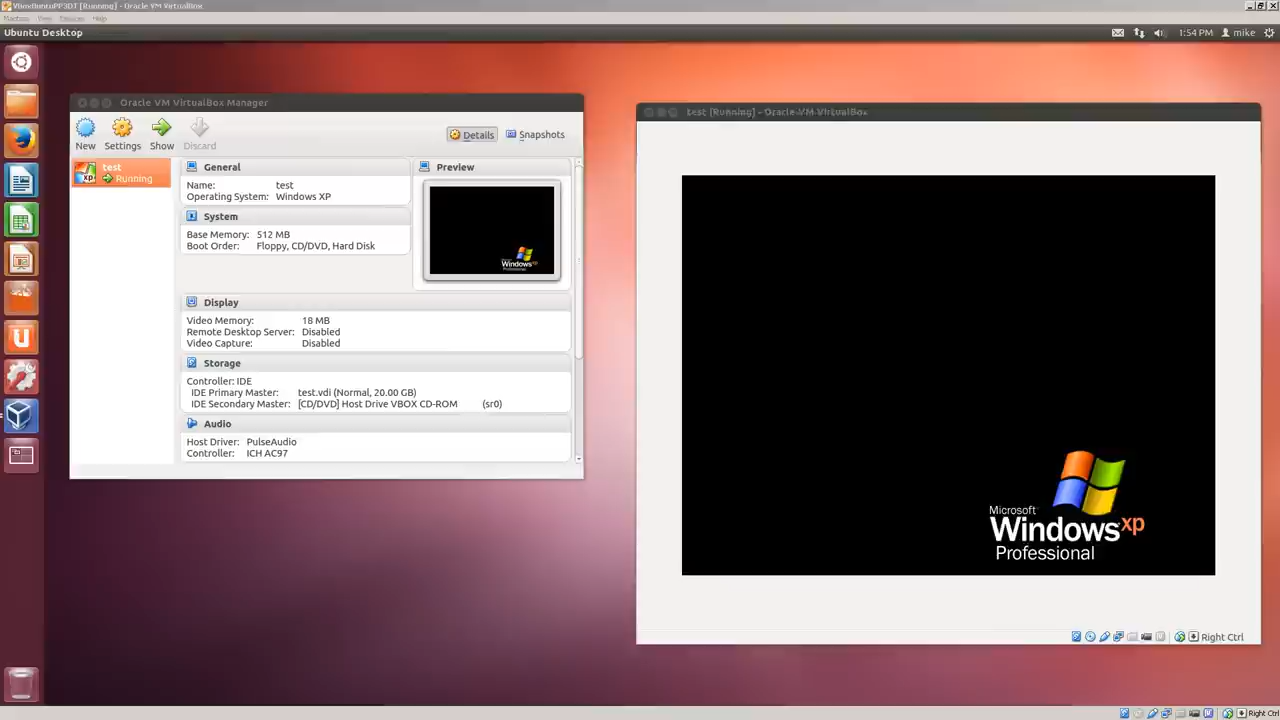 VBoxUbuntuPP3DT [Running] - Oracle VM VirtualBox
Machine View Devices Help
Ubuntu Desktop
1:54 PM mike
Oracle VM VirtualBox Manager
New Settings Show Discard
Details Snapshots
test
Running
General
Name: test
Operating System: Windows XP
System
Base Memory: 512 MB
Boot Order: Floppy, CD/DVD, Hard Disk
Preview
Windows xp
Professional
Display
Video Memory: 18 MB
Remote Desktop Server: Disabled
Video Capture: Disabled
Storage
Controller: IDE
IDE Primary Master: test.vdi (Normal, 20.00 GB)
IDE Secondary Master: [CD/DVD] Host Drive VBOX CD-ROM (sr0)
Audio
Host Driver: PulseAudio
Controller: ICH AC97
test [Running] - Oracle VM VirtualBox
Microsoft
Windows xp
Professional
Right Ctrl
Right Ctrl